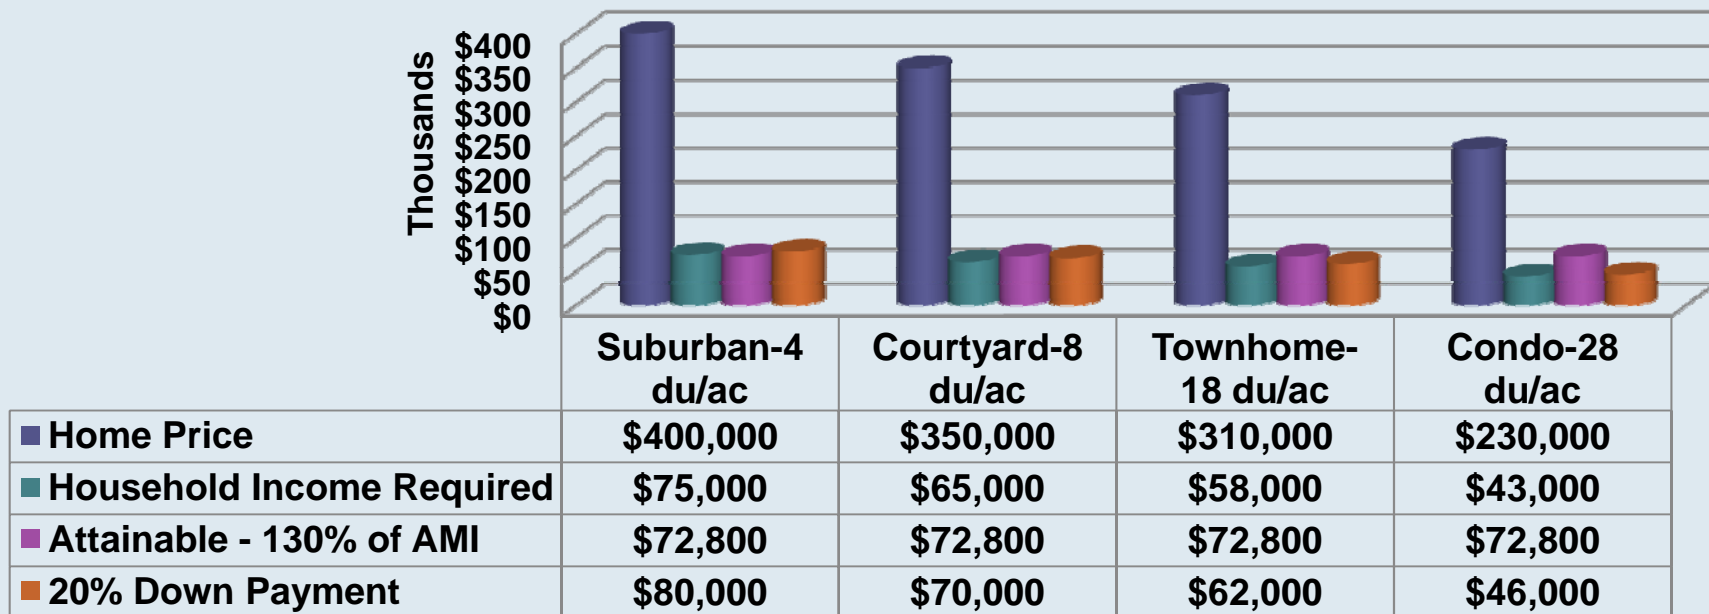 Thousands
$400
$350
$300
$250
$200
$150
$100
$50
$0
Suburban-4 du/ac
Courtyard-8 du/ac
Townhome-18 du/ac
Condo-28 du/ac
Home Price $400,000 $350,000 $310,000 $230,000
Household Income Required $75,000 $65,000 $58,000 $43,000
Attainable - 130% of AMI $72,800 $72,800 $72,800 $72,800
20% Down Payment $80,000 $70,000 $62,000 $46,000